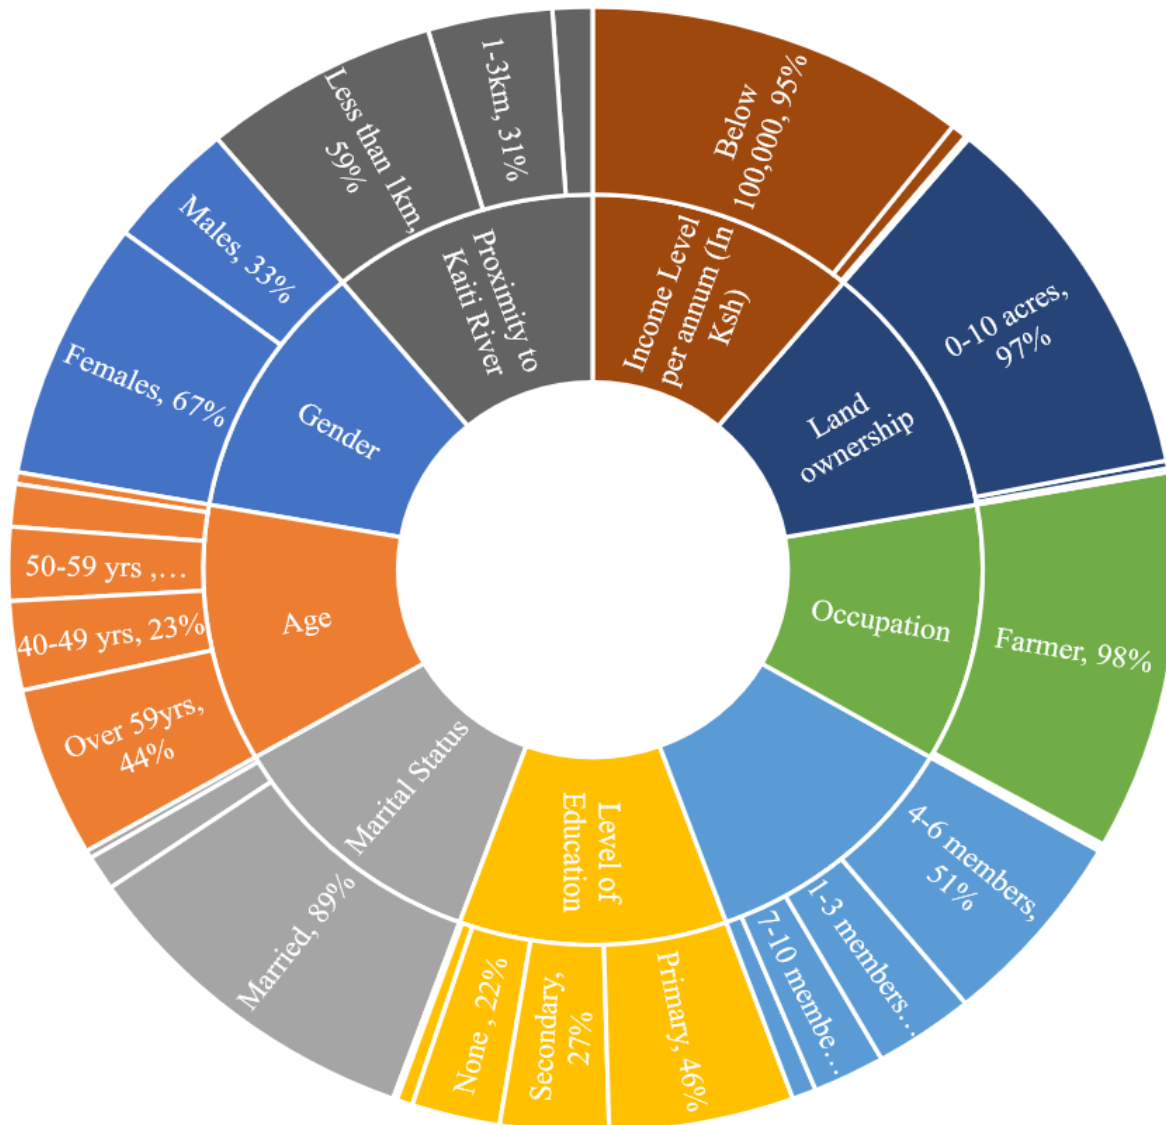 Below
100,000, 95%
Income Level
per annum (In
Ksh)
0-10 acres,
97%
Land
ownership
Farmer, 98%
Occupation
4-6 members,
51%
1-3 members…
7-10 membe…
Primary, 46%
Secondary,
27%
None , 22%
Level of
Education
Married, 89%
Marital Status
Over 59yrs,
44%
40-49 yrs, 23%
50-59 yrs ,…
Age
Females, 67%
Males, 33%
Gender
Less than 1km,
59%
1-3km, 31%
Proximity to
Kaiti River